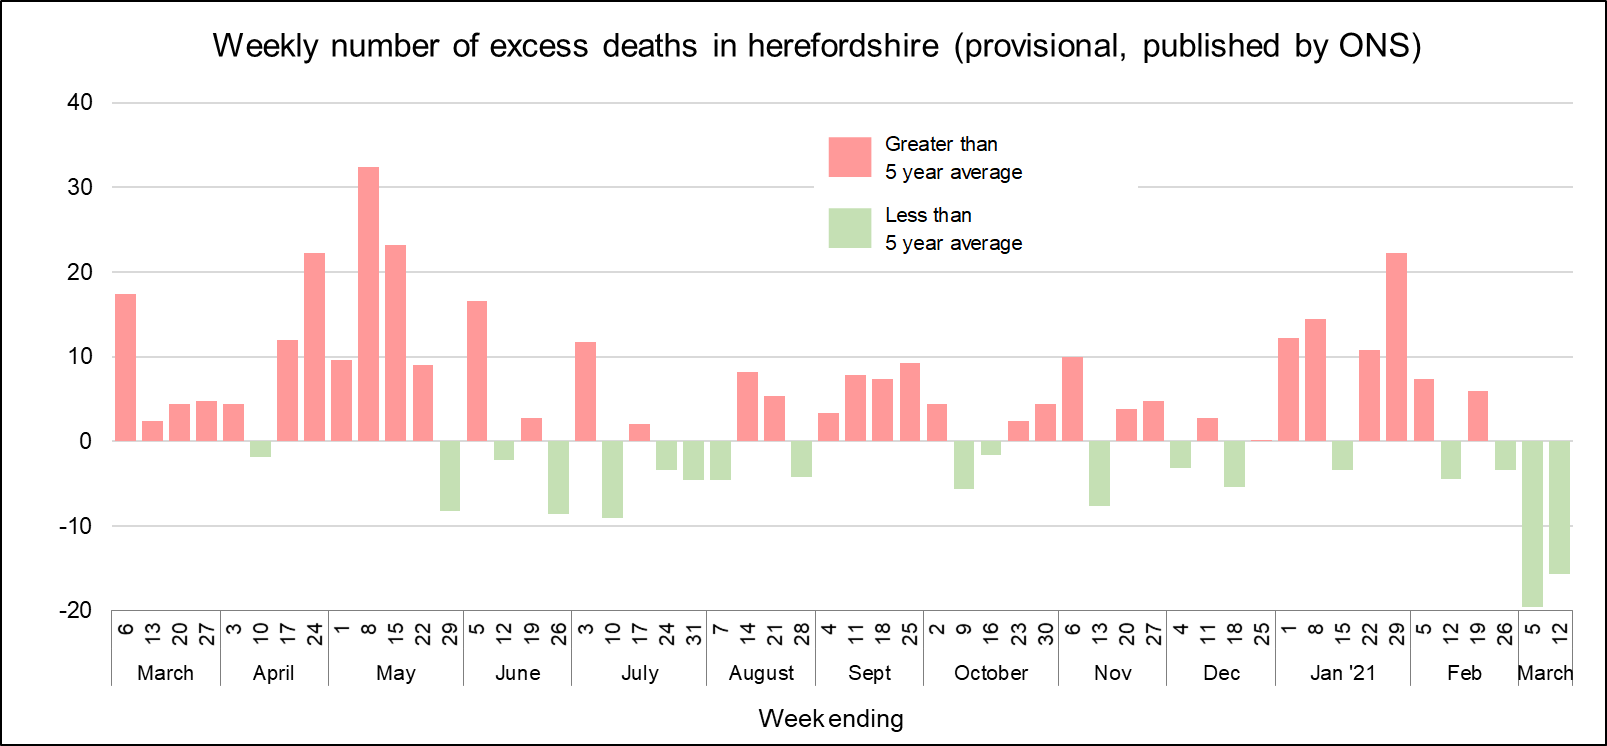 Weekly number of excess deaths in herefordshire (provisional, published by ONS)
40
30
20
10
0
-10
-20
Greater than
5 year average
Less than
5 year average
6 13 20 27 3 10 17 24 1 8 15 22 29 5 12 19 26 3 10 17 24 31 7 14 21 28 4 11 18 25 2 9 16 23 30 6 13 20 27 4 11 18 25 1 8 15 22 29 5 12 19 26 5 12
March April May June July August Sept October Nov Dec Jan '21 Feb March
Week ending